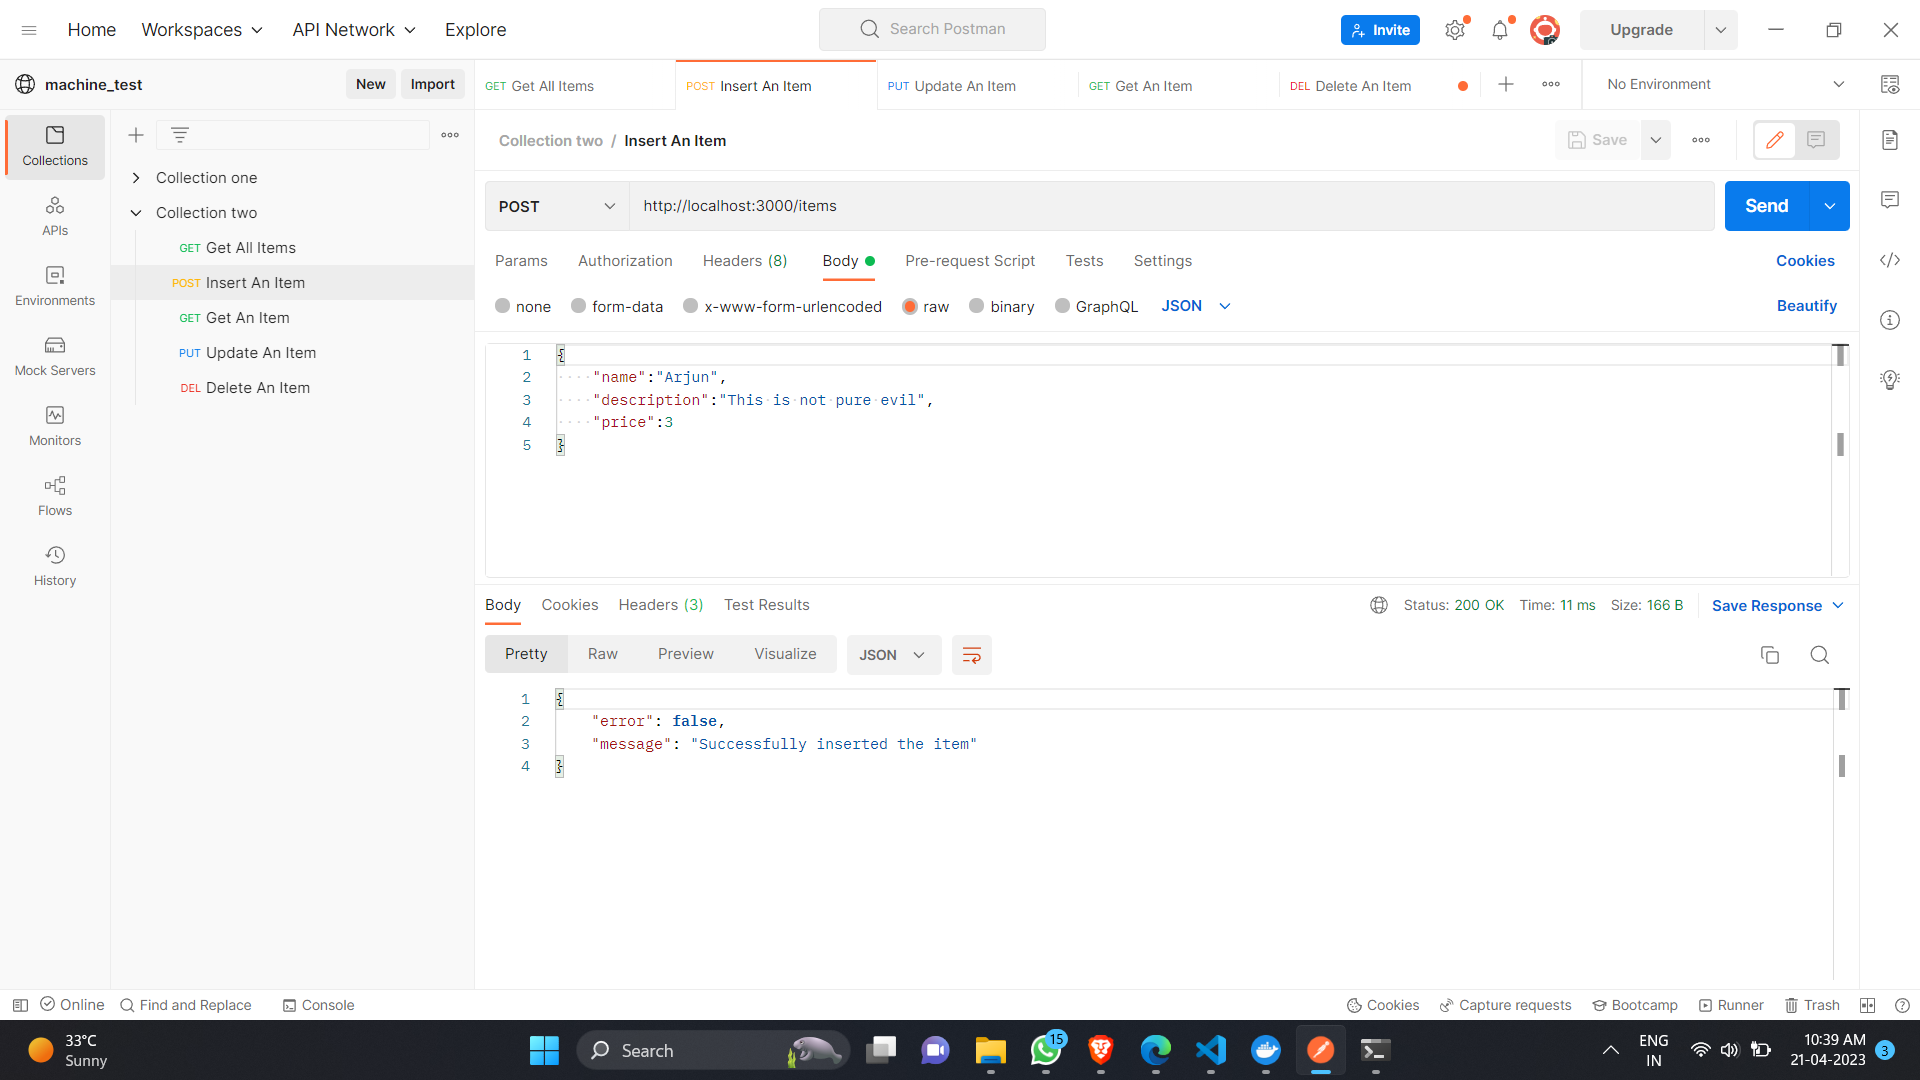 Home
Workspaces
API Network
Explore
Search Postman
Invite
Upgrade
machine_test
New
Import
GET Get All Items
POST Insert An Item
PUT Update An Item
GET Get An Item
DEL Delete An Item
No Environment
Collections
APIs
Environments
Mock Servers
Monitors
Flows
History
Collection one
Collection two
GET Get All Items
POST Insert An Item
GET Get An Item
PUT Update An Item
DEL Delete An Item
Collection two / Insert An Item
Save
POST
http://localhost:3000/items
Send
Params
Authorization
Headers (8)
Body
Pre-request Script
Tests
Settings
Cookies
none
form-data
x-www-form-urlencoded
raw
binary
GraphQL
JSON
Beautify
1 {
2 ····"name":"Arjun",
3 ····"description":"This·is·not·pure·evil",
4 ····"price":3
5 }
Body
Cookies
Headers (3)
Test Results
Status: 200 OK
Time: 11 ms
Size: 166 B
Save Response
Pretty
Raw
Preview
Visualize
JSON
1 {
2 "error": false,
3 "message": "Successfully inserted the item"
4 }
Online
Find and Replace
Console
Cookies
Capture requests
Bootcamp
Runner
Trash
33°C
Sunny
Search
15
ENG
IN
10:39 AM
21-04-2023
3